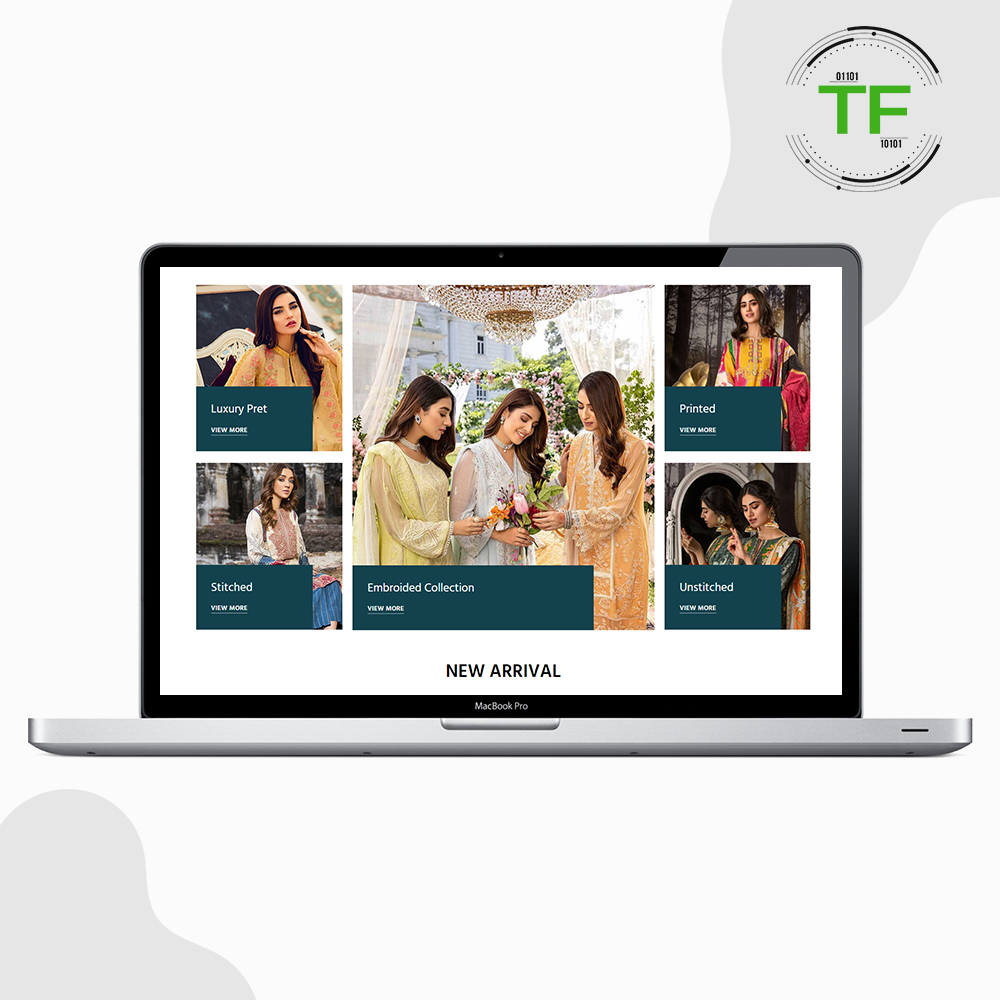 01101
TF
10101
Luxury Pret
VIEW MORE
Stitched
VIEW MORE
Embroided Collection
VIEW MORE
Printed
VIEW MORE
Unstitched
VIEW MORE
NEW ARRIVAL
MacBook Pro